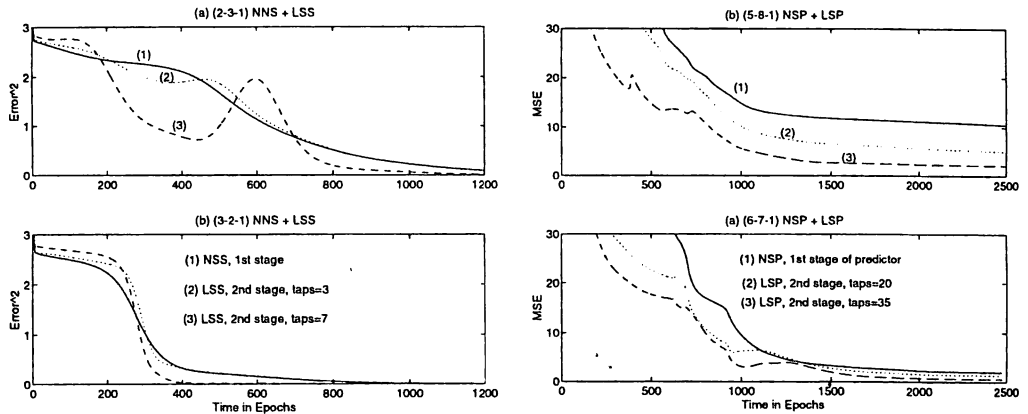 (a) (2-3-1) NNS + LSS
3
2
1
0
Error^2
(1)
(2)
(3)
0 200 400 600 800 1000 1200
(b) (3-2-1) NNS + LSS
3
2
1
0
Error^2
(1) NSS, 1st stage
(2) LSS, 2nd stage, taps=3
(3) LSS, 2nd stage, taps=7
0 200 400 600 800 1000 1200
Time in Epochs
(b) (5-8-1) NSP + LSP
30
20
10
0
MSE
(1)
(2)
(3)
0 500 1000 1500 2000 2500
(a) (6-7-1) NSP + LSP
30
20
10
0
MSE
(1) NSP, 1st stage of predictor
(2) LSP, 2nd stage, taps=20
(3) LSP, 2nd stage, taps=35
0 500 1000 1500 2000 2500
Time in Epochs